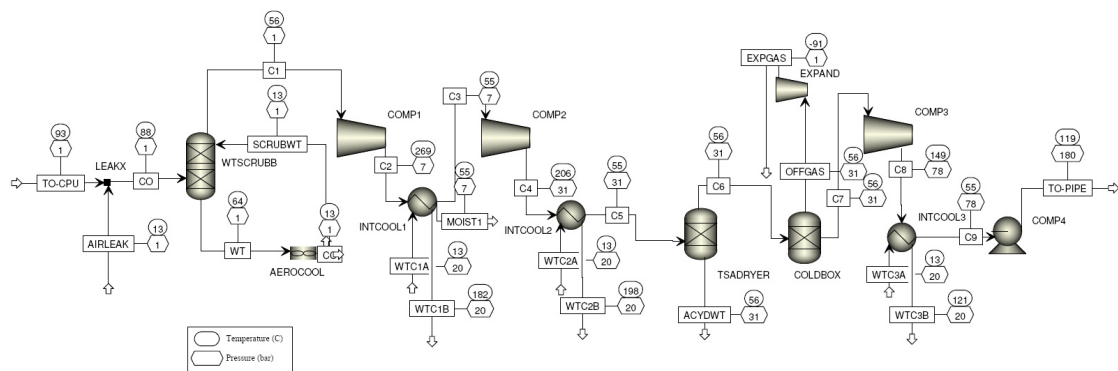 56
1
C1
13
1
SCRUBWT
93
1
TO-CPU
LEAKX
88
1
CO
WTSCRUBB
AIRLEAK
13
1
64
1
WT
AEROCOOL
13
1
COMP1
C2
269
7
INTCOOL1
C3
55
7
55
7
MOIST1
WTC1A
13
20
WTC1B
182
20
COMP2
C4
206
31
INTCOOL2
55
31
C5
WTC2A
13
20
WTC2B
198
20
56
31
C6
TSADRYER
ACYDWT
56
31
EXPGAS
-91
1
EXPAND
OFFGAS
56
31
C7
56
31
COLDBOX
COMP3
C8
149
78
INTCOOL3
55
78
C9
WTC3A
13
20
WTC3B
121
20
COMP4
119
180
TO-PIPE
Temperature (C)
Pressure (bar)